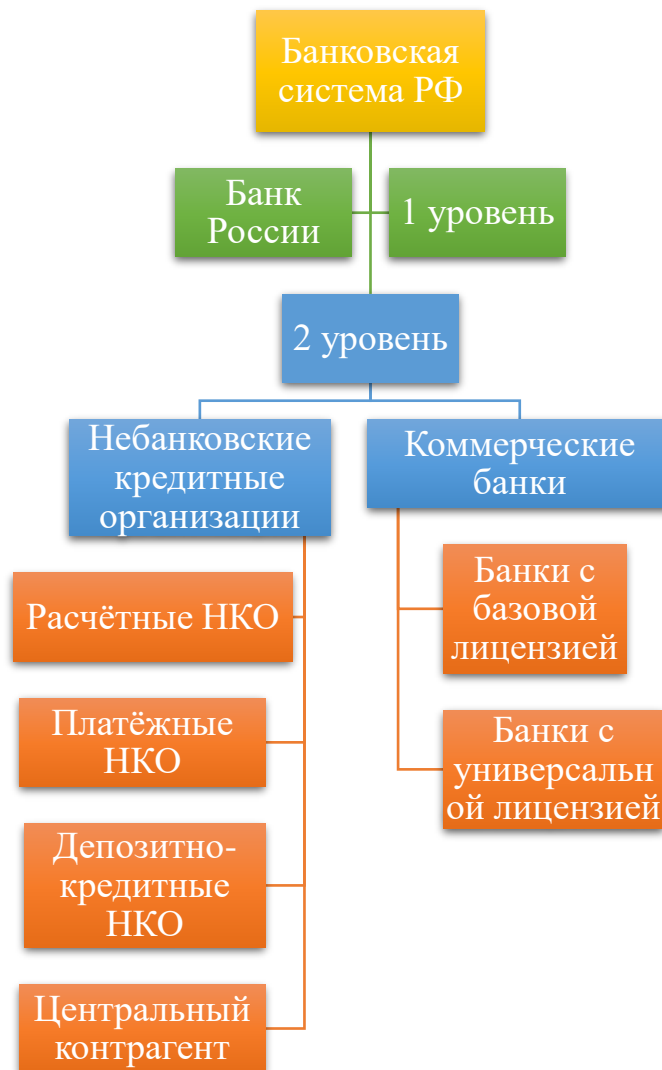 Банковская
система РФ
Банк
России
1 уровень
2 уровень
Небанковские
кредитные
организации
Коммерческие
банки
Расчётные НКО
Платёжные
НКО
Депозитно-
кредитные
НКО
Центральный
контрагент
Банки с
базовой
лицензией
Банки с
универсальн
ой лицензией